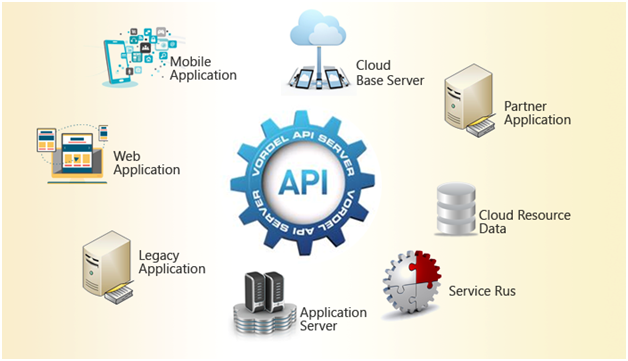 Mobile
Application
Cloud
Base Server
Partner
Application
Web
Application
VORDEL API SERVER
API
VORDEL API SERVER
Cloud Resource
Data
Legacy
Application
Service Rus
Application
Server